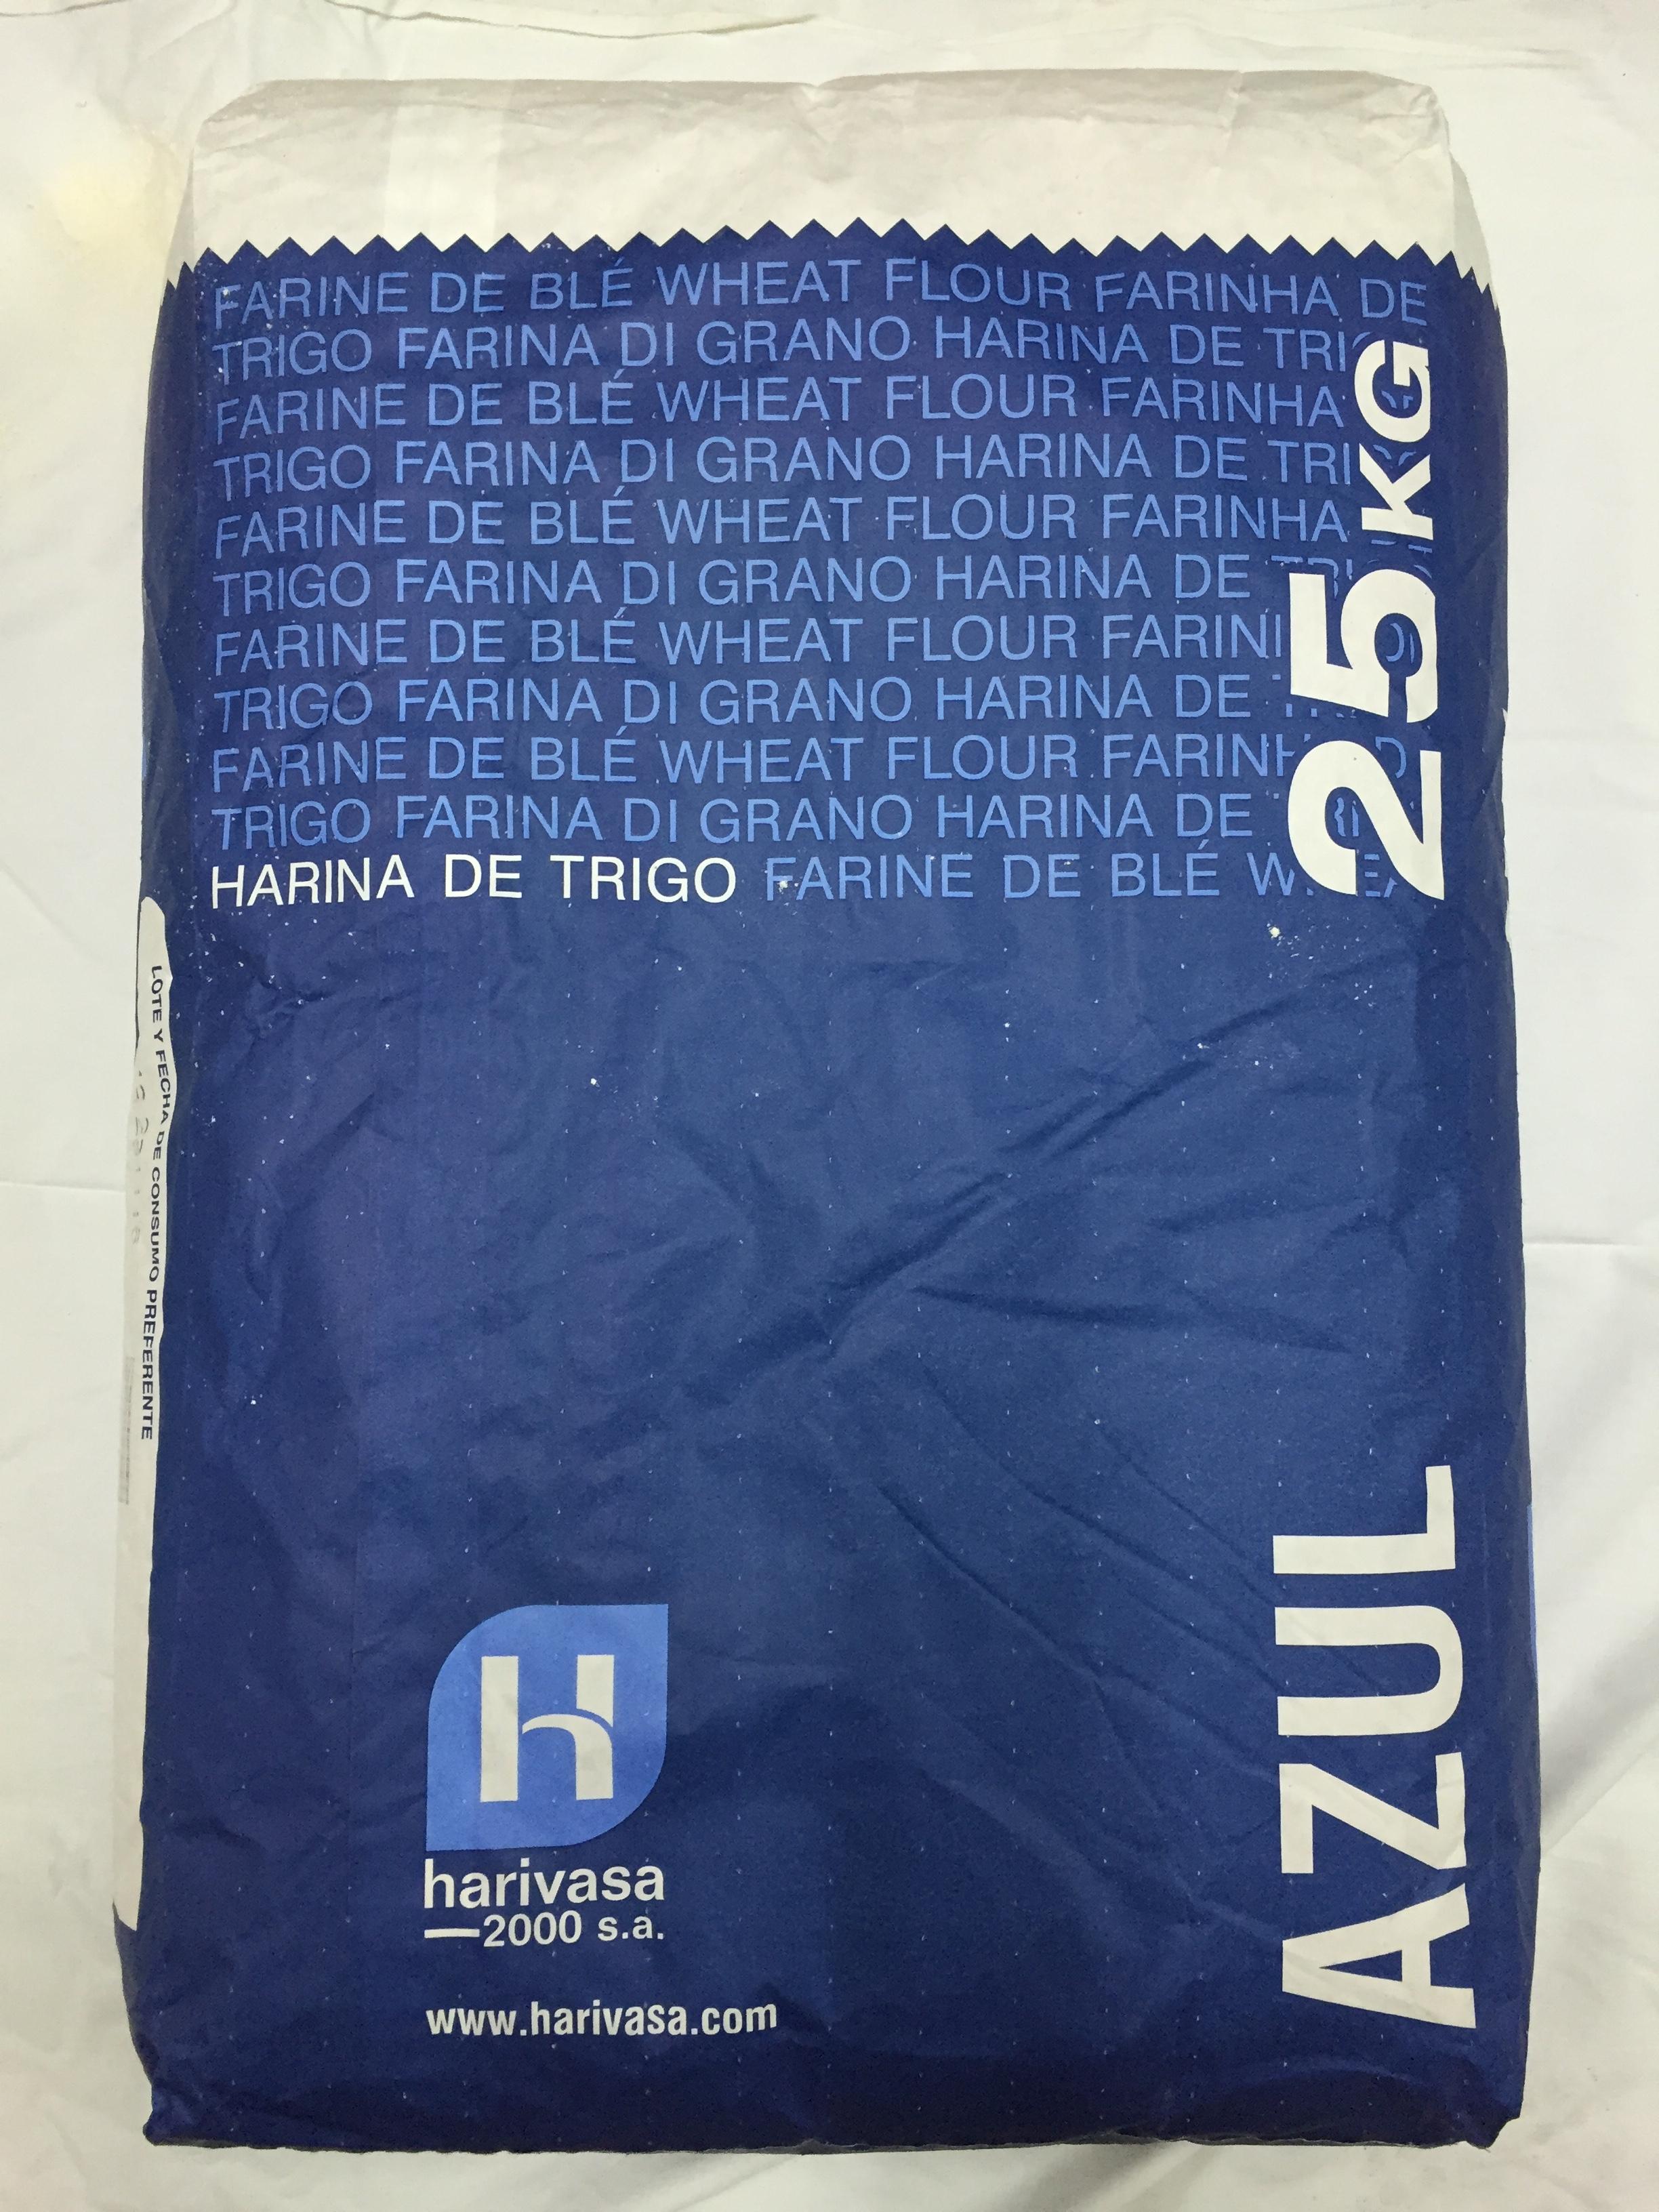 FARINE DE BLÉ WHEAT FLOUR FARINHA DE
TRIGO FARINA DI GRANO HARINA DE
FARINE DE BLÉ WHEAT FLOUR FARINHA
TRIGO FARINA DI GRANO HARINA DE
FARINE DE BLÉ WHEAT FLOUR FARINHA
TRIGO FARINA DI GRANO HARINA DE
FARINE DE BLÉ WHEAT FLOUR
TRIGO FARINA DI GRANO HARINA DE
FARINE DE BLÉ WHEAT FLOUR
TRIGO FARINA DI GRANO HARINA DE
HARINA DE TRIGO FARINE DE BLÉ
25KG
LOTE Y FECHA DE CONSUMO PREFERENTE
AZUL
H
harivasa
2000 s.a.
www.harivasa.com